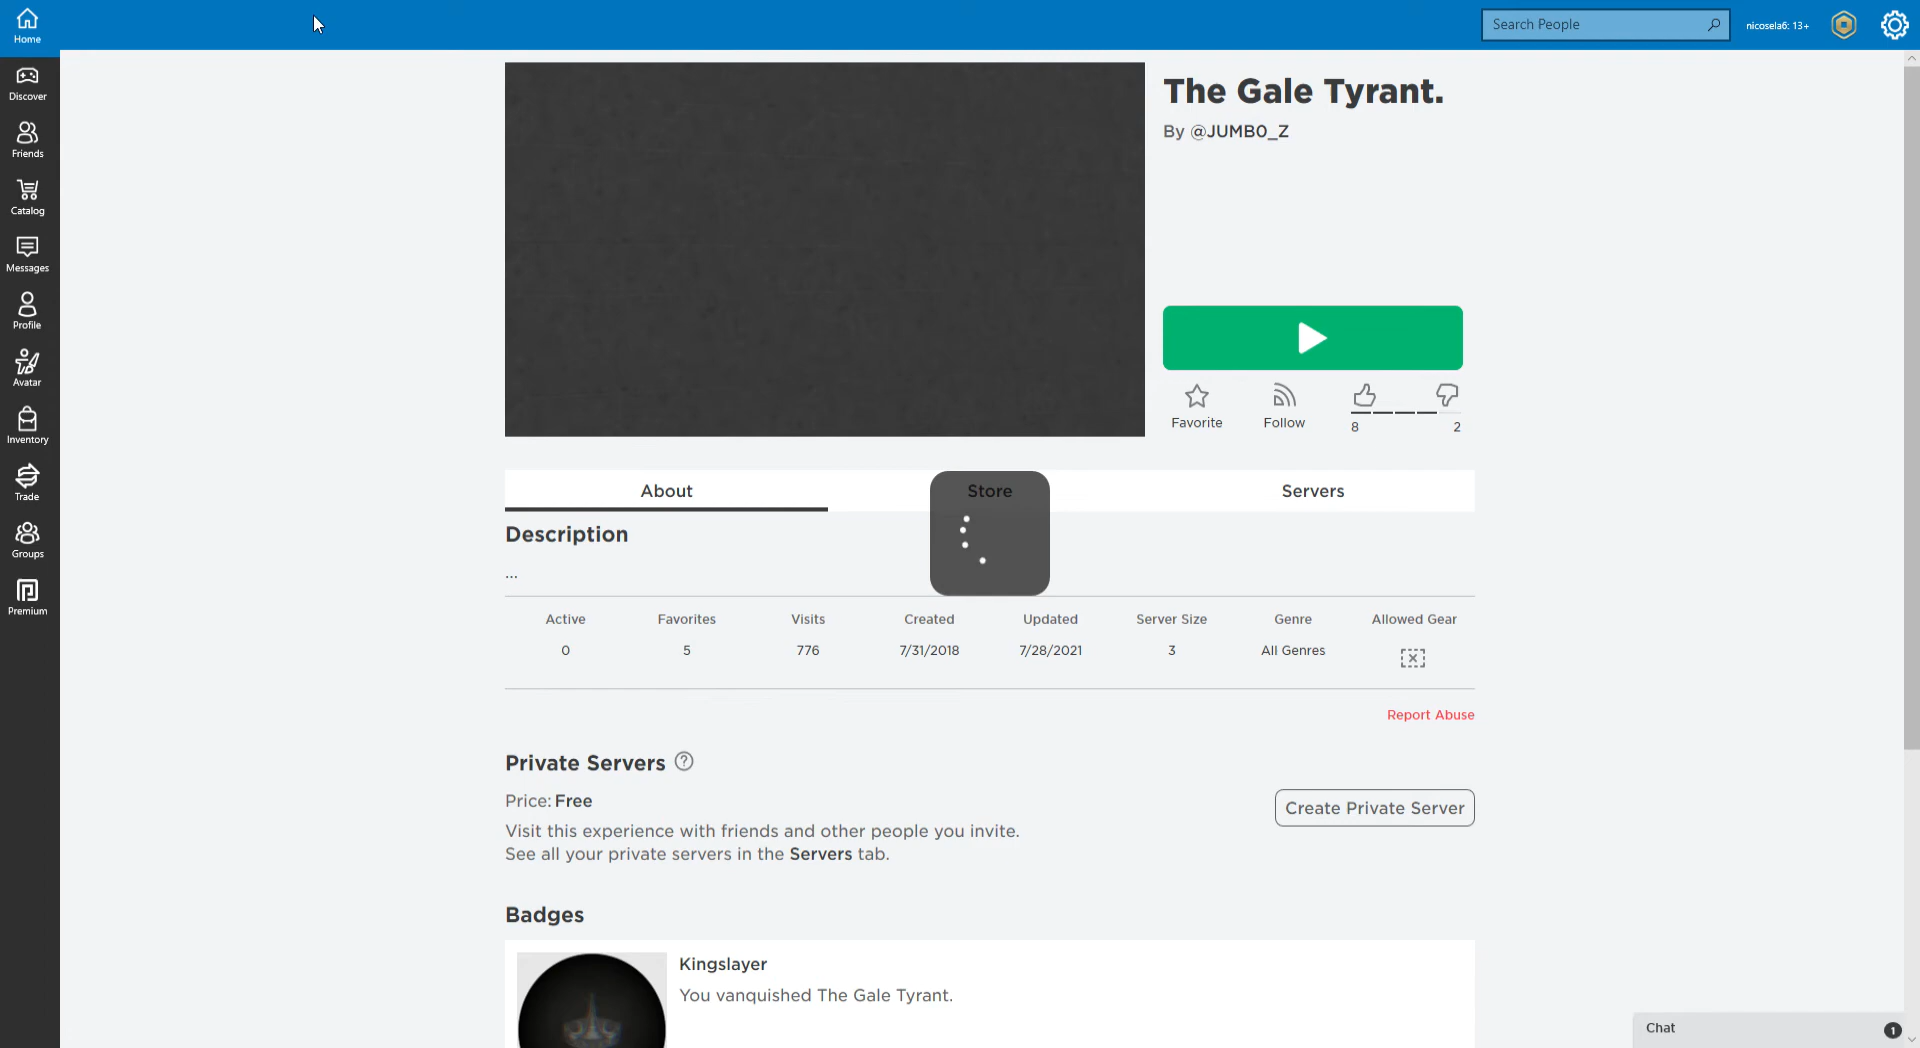 Home
Search People
nicosela6: 13+
Discover
Friends
Catalog
Messages
Profile
Avatar
Inventory
Trade
Groups
Premium
The Gale Tyrant.
By @JUMB0_Z
Favorite
Follow
8
2
About
Store
Servers
Description
...
Active
Favorites
Visits
Created
Updated
Server Size
Genre
Allowed Gear
0
5
776
7/31/2018
7/28/2021
3
All Genres
Report Abuse
Private Servers
Price: Free
Create Private Server
Visit this experience with friends and other people you invite.
See all your private servers in the Servers tab.
Badges
Kingslayer
You vanquished The Gale Tyrant.
Chat
1